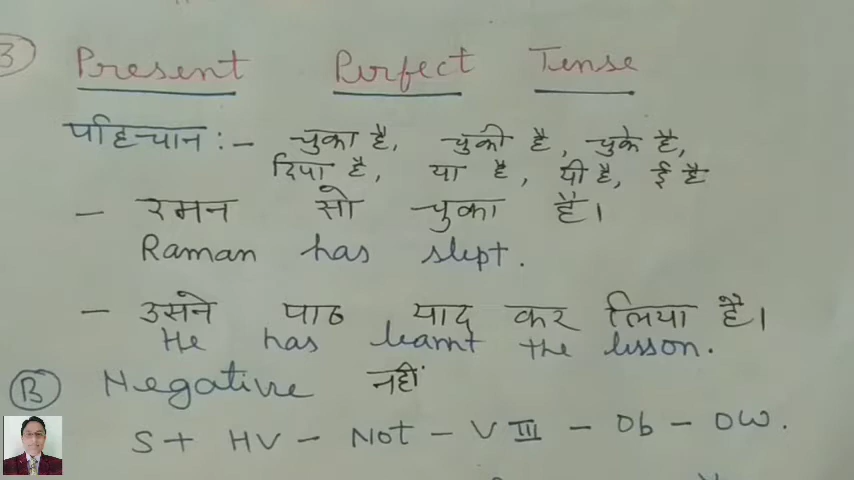 3 Present Perfect Tense
पहिचान :- चुका है, चुकी है, चुके है,
दिया है, या है, यी है, ई है
- रमन सो चुका है।
Raman has slept.
- उसने पाठ याद कर लिया है।
He has learnt the lesson.
B Negative नहीं
S+ HV - Not - V III - Ob - OW.